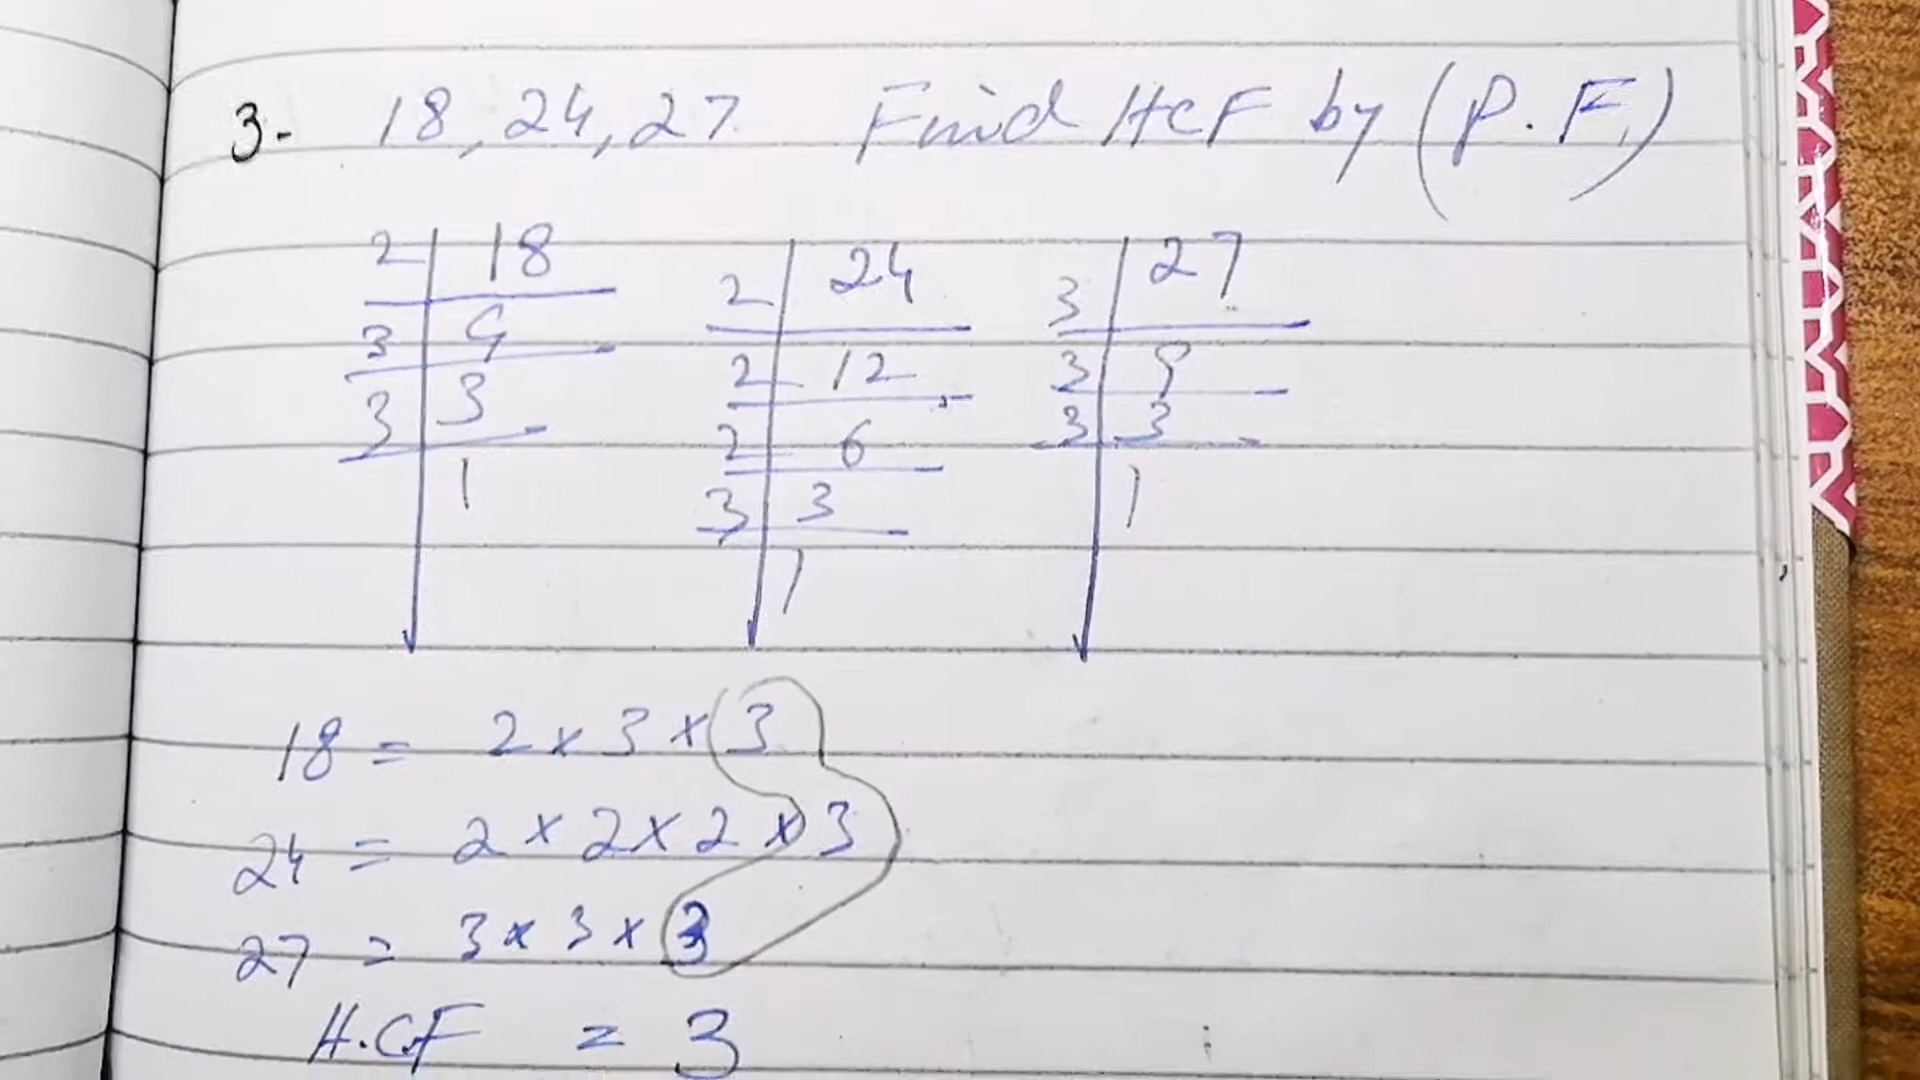 3- 18, 24, 27 Find HCF by (P.F.)
2 18 2 24 3 27
3 9 2 12 3 9
3 3 2 6 3 3
1 3 3 1
1
18 = 2 x 3 x 3
24 = 2 x 2 x 2 x 3
27 = 3 x 3 x 3
H.C.F = 3